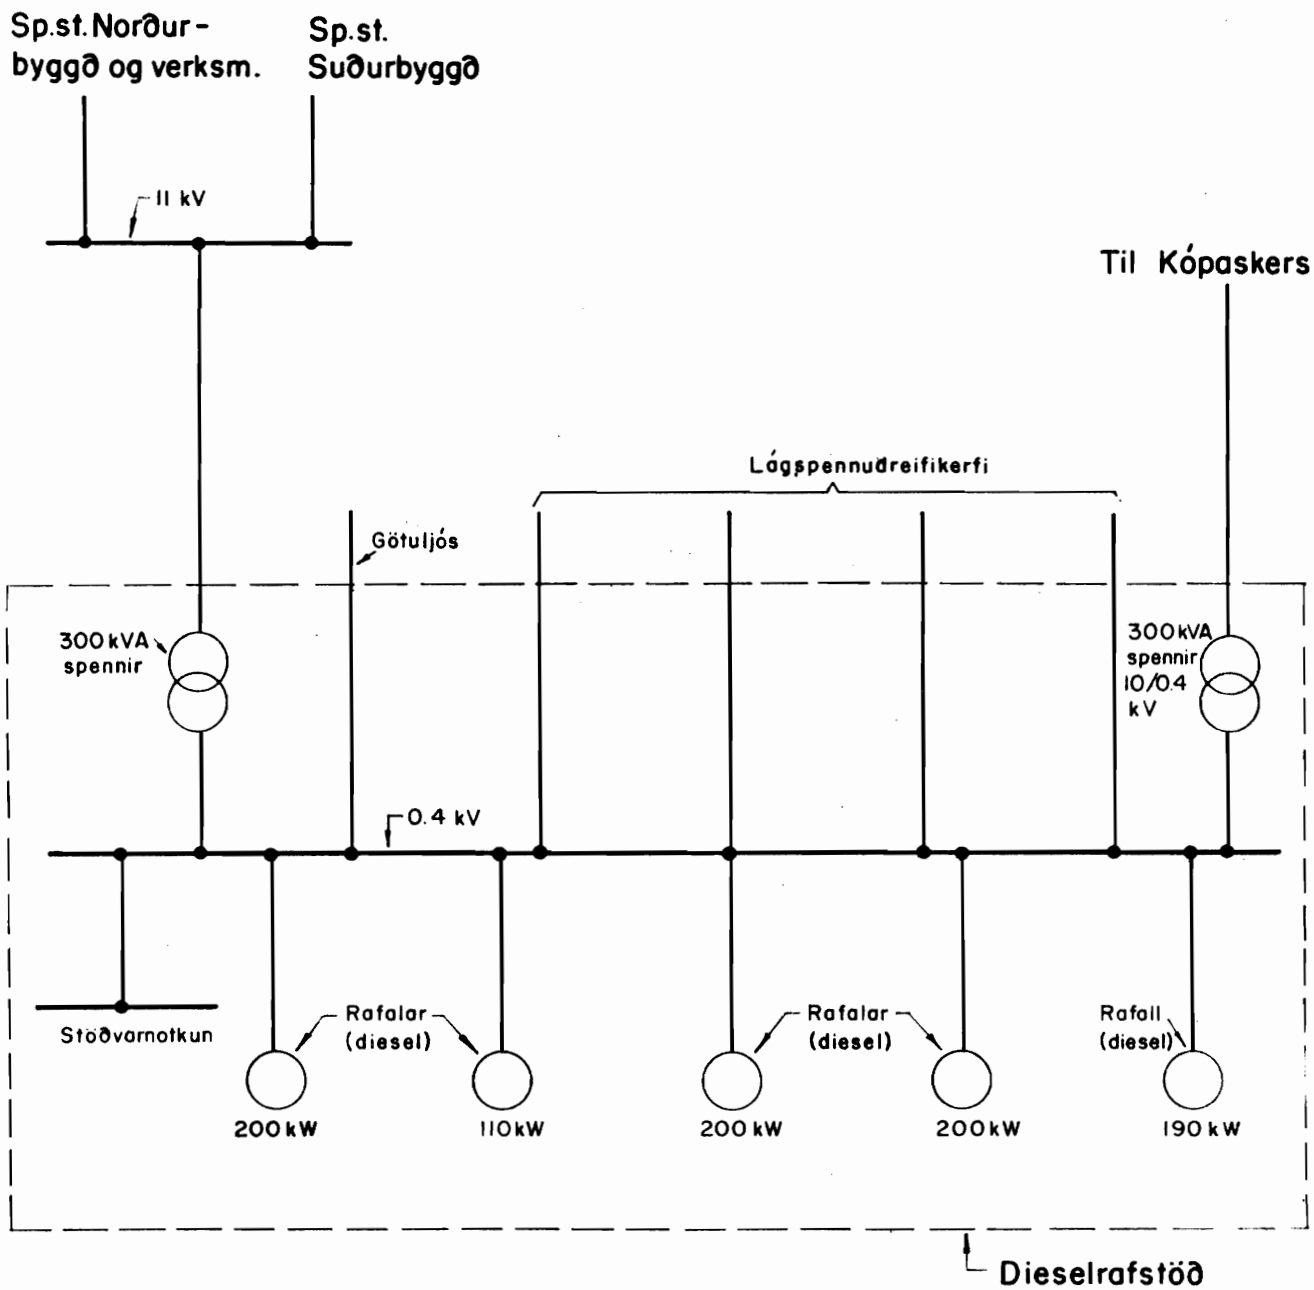 Sp.st. Norður-
byggð og verksm.
Sp.st.
Suðurbyggð
11 kV
Til Kópaskers
Lágspennudreifikerfi
Götuljós
300 kVA
spennir
300 kVA
spennir
10/0.4
kV
0.4 kV
Stöðvarnotkun
Rafalar
(diesel)
Rafalar
(diesel)
Rafall
(diesel)
200 kW
110 kW
200 kW
200 kW
190 kW
Dieselrafstöð